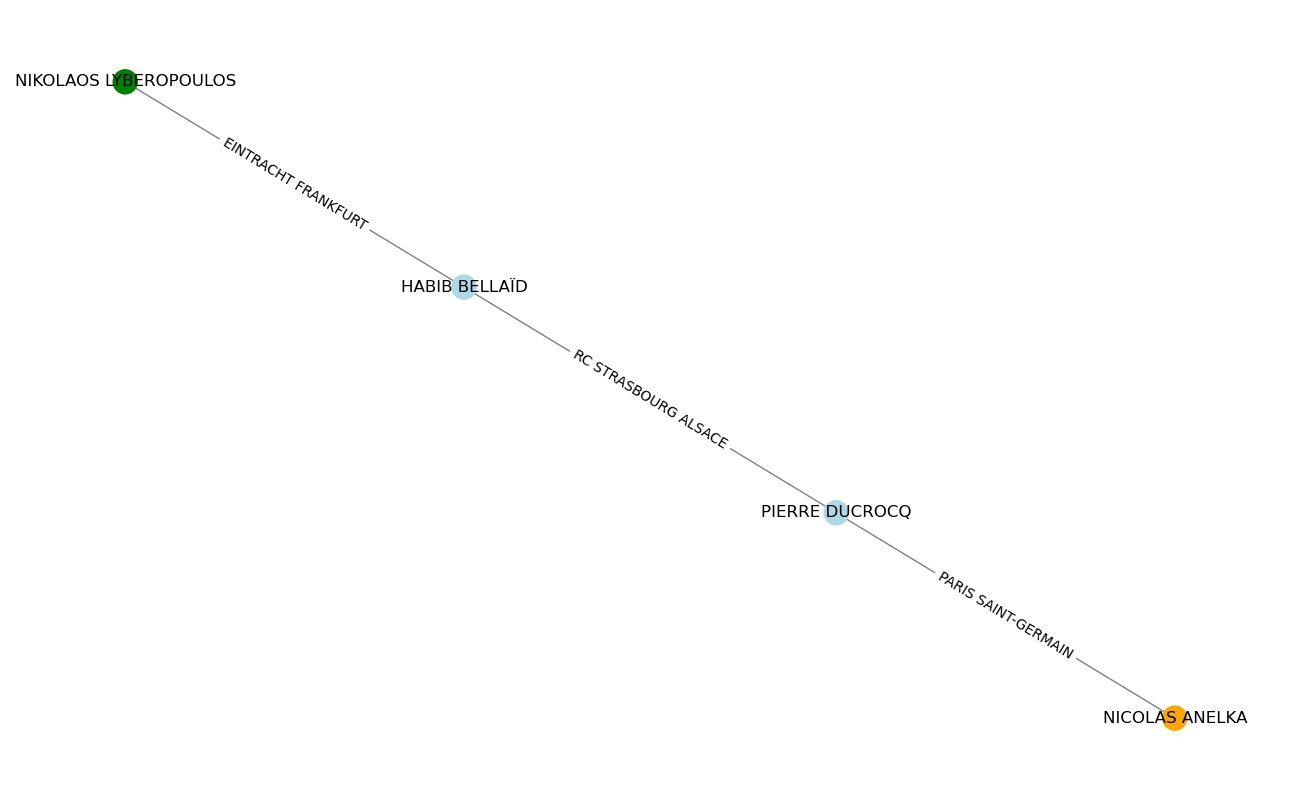 NIKOLAOS LYBEROPOULOS
EINTRACHT FRANKFURT
HABIB BELLAÏD
RC STRASBOURG ALSACE
PIERRE DUCROCQ
PARIS SAINT-GERMAIN
NICOLAS ANELKA